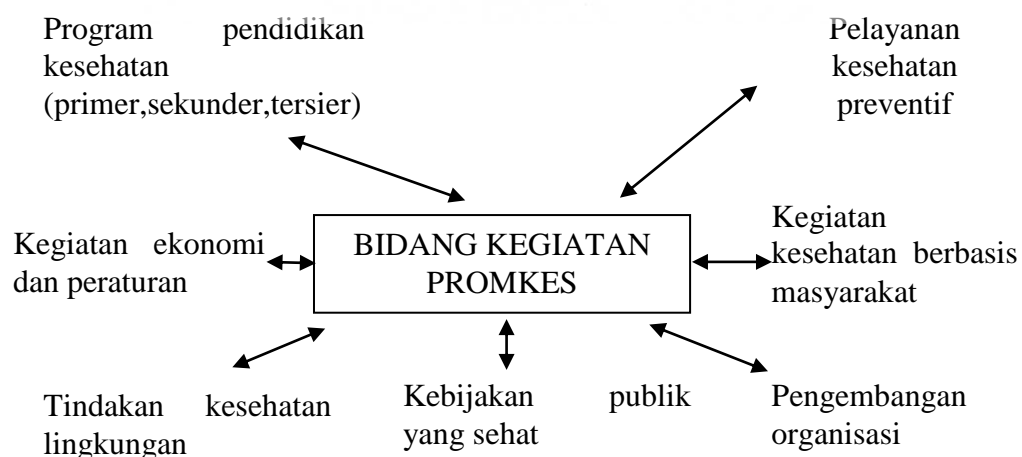 Program pendidikan
kesehatan
(primer,sekunder,tersier)
Pelayanan
kesehatan
preventif
Kegiatan ekonomi
dan peraturan
BIDANG KEGIATAN
PROMKES
Kegiatan
kesehatan berbasis
masyarakat
Tindakan kesehatan
lingkungan
Kebijakan publik
yang sehat
Pengembangan
organisasi